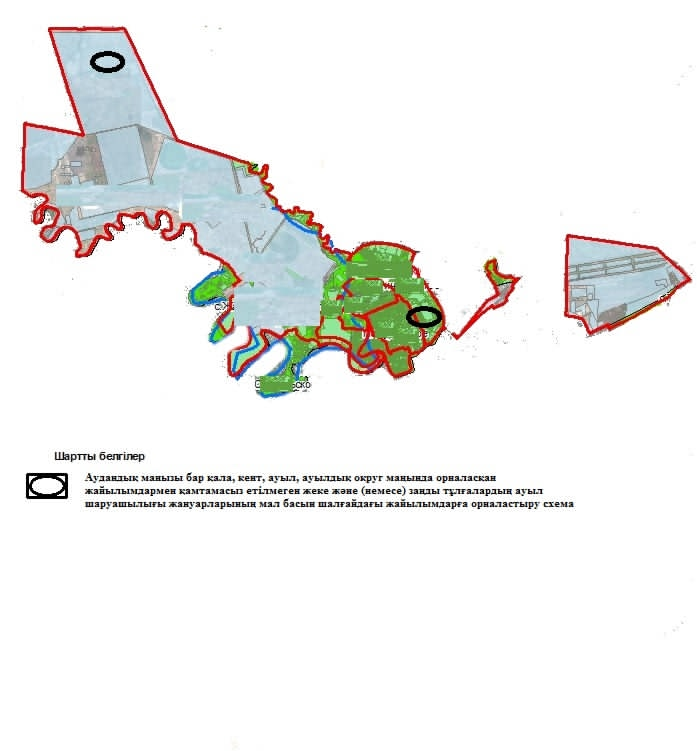 Шартты белгілер
Аудандық маңызы бар қала, кент, ауыл, ауылдық округ маңында орналасқан
жайылымдармен қамтамасыз етілмеген жеке және (немесе) заңды тұлғалардың ауыл
шаруашылығы жануарларының мал басын шалғайдағы жайылымдарға орналастыру схема